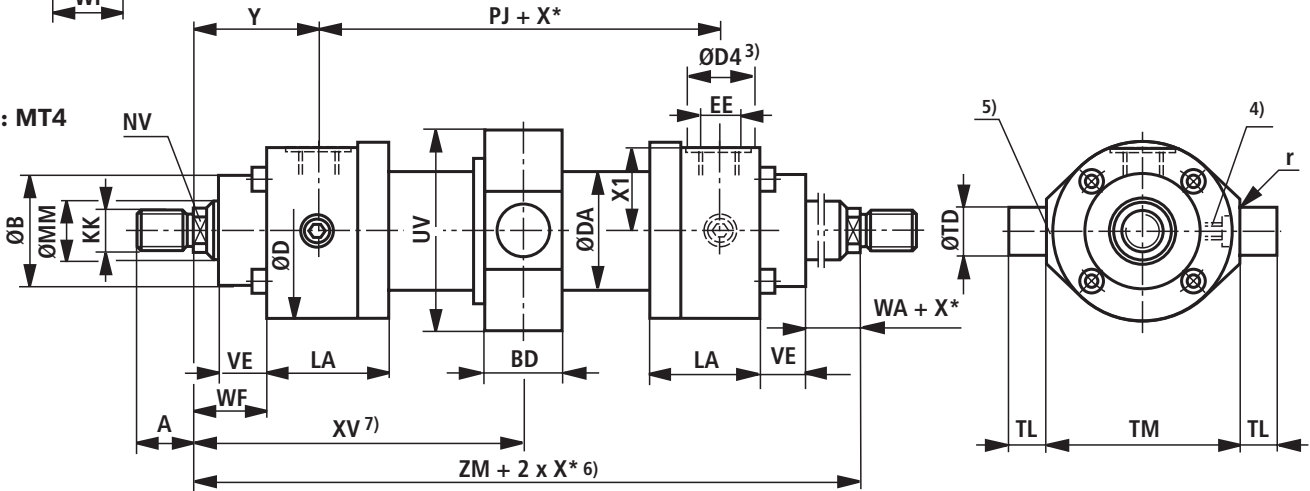 Y
PJ + X*
ØD4 3)
EE
: MT4
NV
5)
4)
r
ØB
ØMM
KK
ØD
UV
ØDA
X1
ØTD
WA + X*
VE
LA
BD
LA
VE
WF
A
XV 7)
TL
TM
TL
ZM + 2 x X* 6)